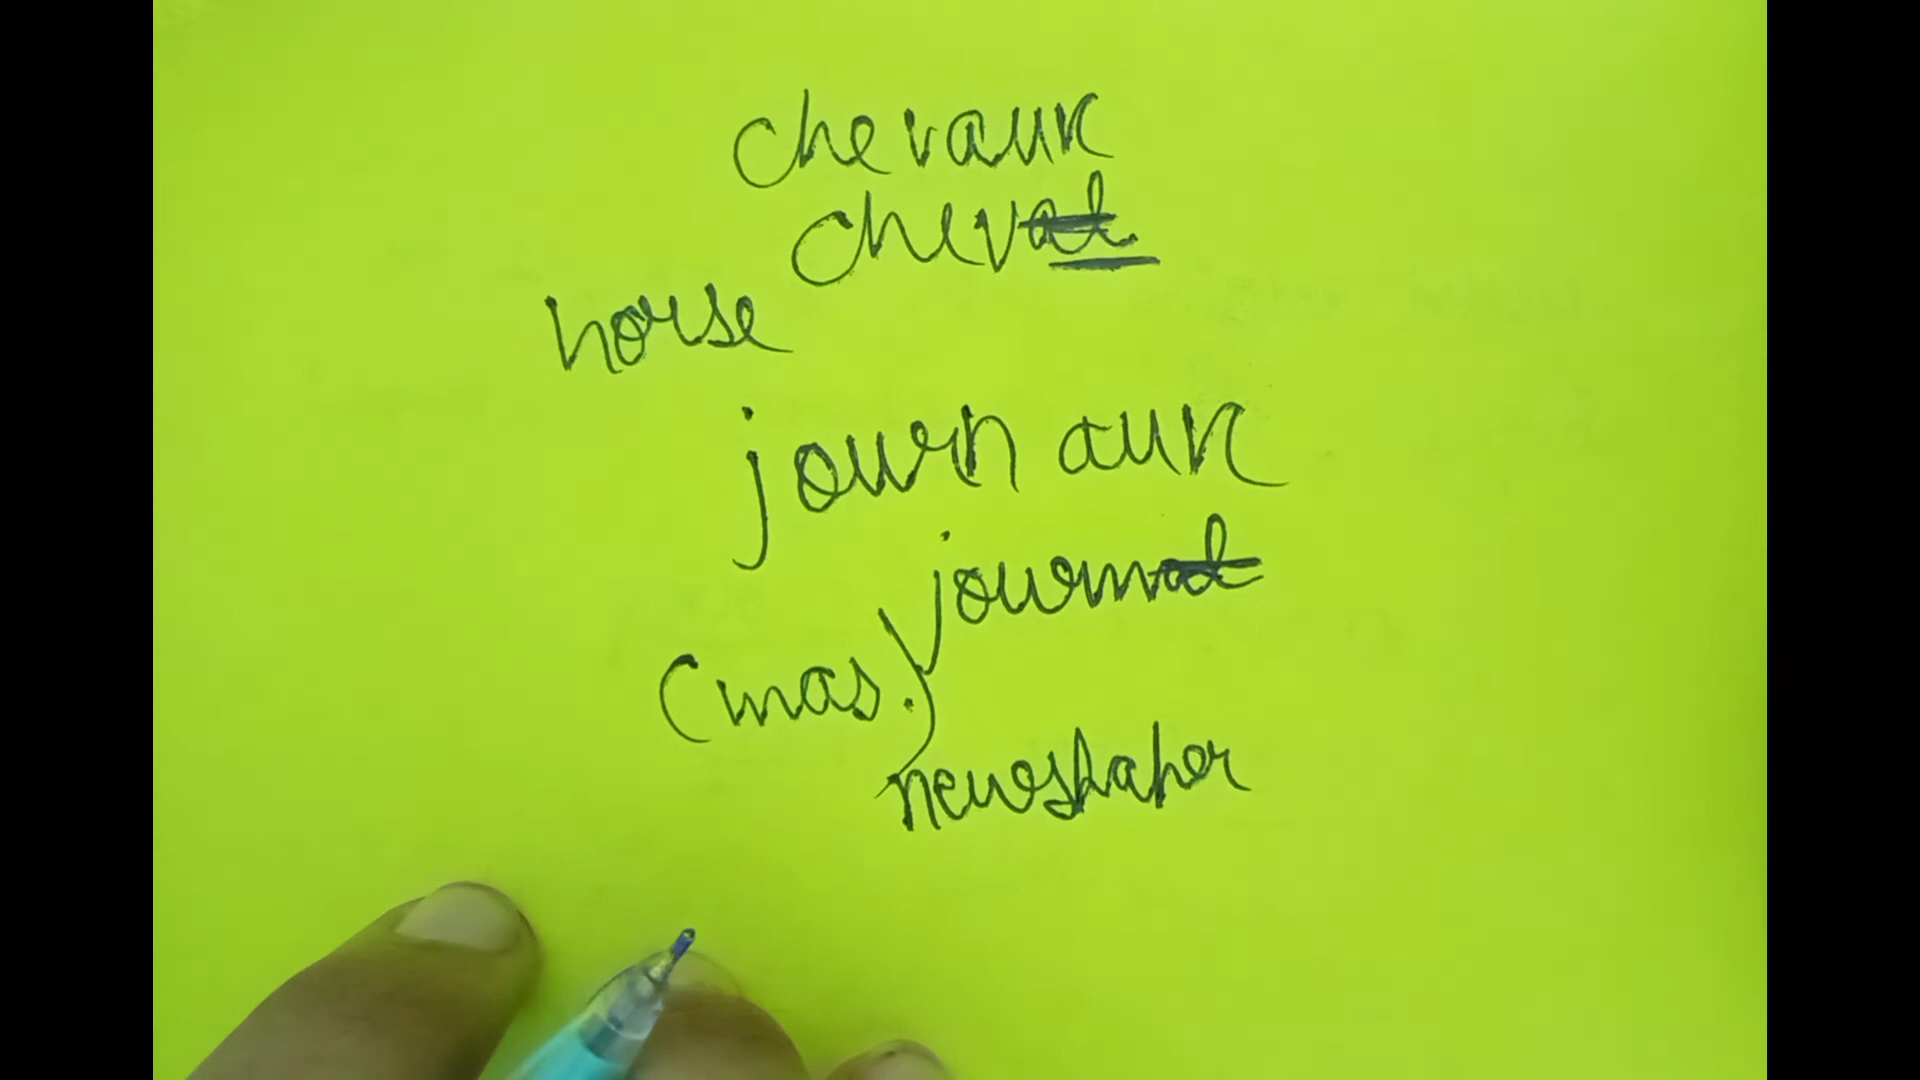 chevaux
cheval
horse
journaux
journal
(mas.)
newspaper